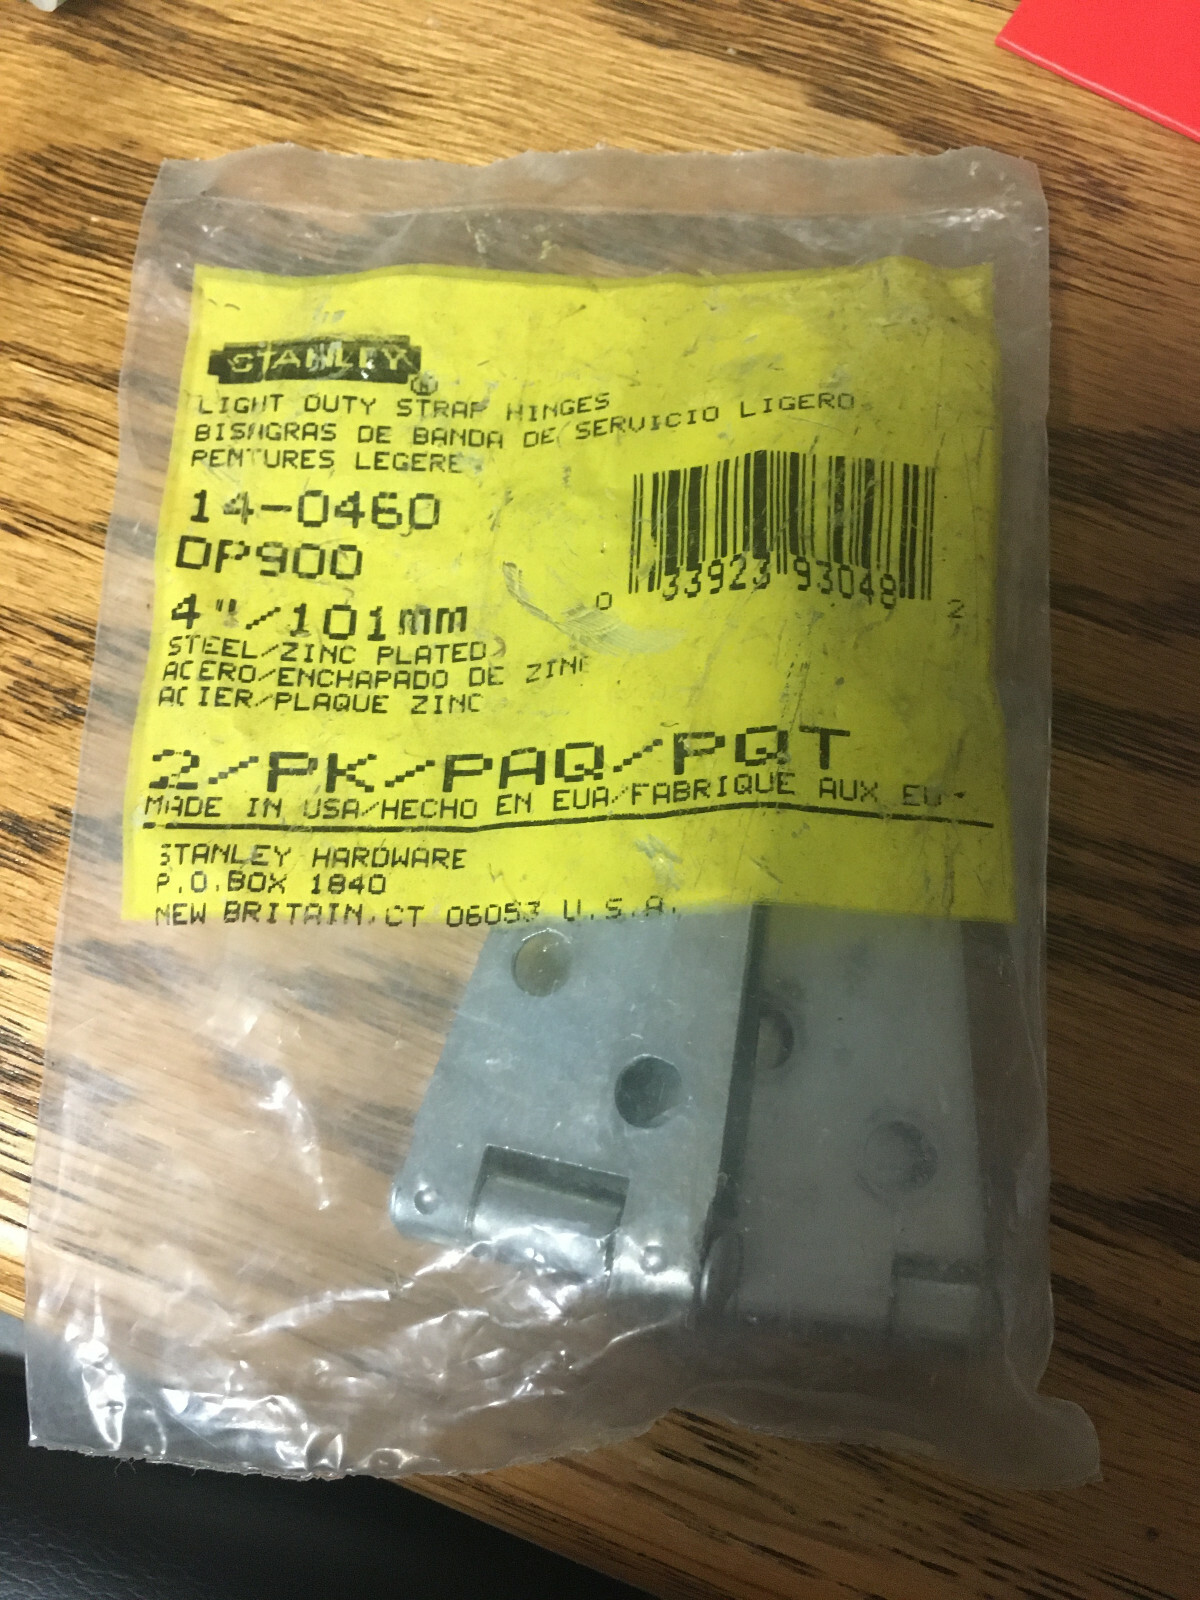 STANLEY®
LIGHT DUTY STRAP HINGES
BISAGRAS DE BANDA DE SERVICIO LIGERO
PENTURES LEGERE
14-0460
DP900
4"/101mm
STEEL/ZINC PLATED
ACERO/ENCHAPADO DE ZINC
ACIER/PLAQUE ZINC
0 33923 93048 2
2/PK/PAQ/PQT
MADE IN USA/HECHO EN EUA/FABRIQUE AUX
STANLEY HARDWARE
P.O.BOX 1840
NEW BRITAIN, CT 06053 U.S.A.